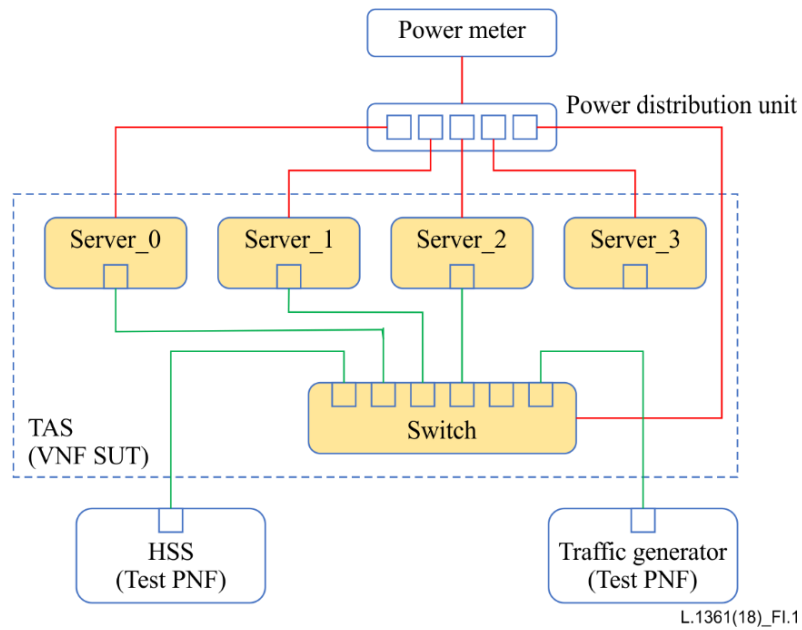 Power meter
Power distribution unit
Server_0
Server_1
Server_2
Server_3
Switch
TAS
(VNF SUT)
HSS
(Test PNF)
Traffic generator
(Test PNF)
L.1361(18)_FI.1